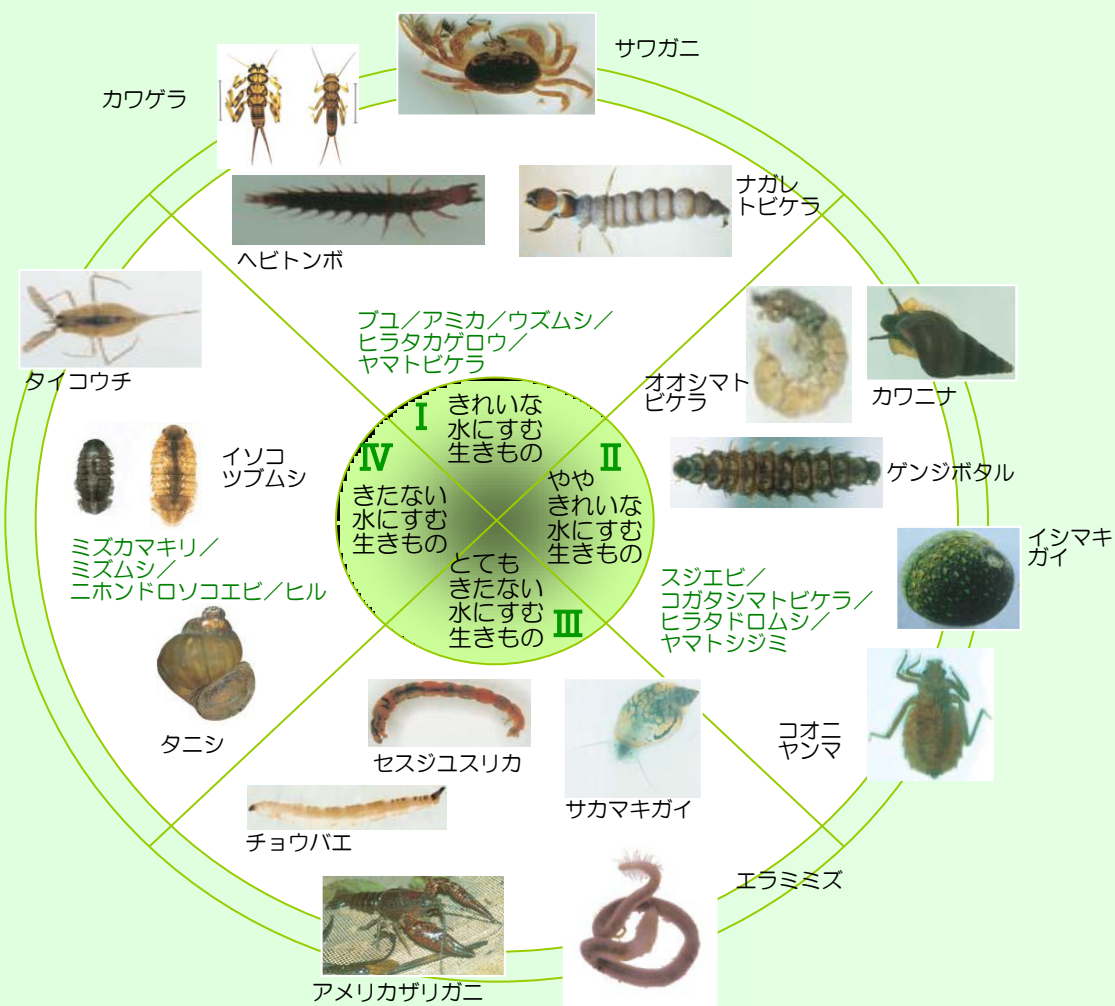 サワガニ
カワゲラ
ナガレ
トビケラ
ヘビトンボ
ブユ／アミカ／ウズムシ／
ヒラタカゲロウ／
ヤマトビケラ
タイコウチ
オオシマト
ビケラ
カワニナ
I
きれいな
水にすむ
生きもの
イソコ
ツブムシ
ゲンジボタル
IV
きたない
水にすむ
生きもの
II
やや
きれいな
水にすむ
生きもの
イシマキ
ガイ
ミズカマキリ／
ミズムシ／
ニホンドロソコエビ／ヒル
とても
きたない
水にすむ
生きもの
III
スジエビ／
コガタシマトビケラ／
ヒラタドロムシ／
ヤマトシジミ
タニシ
コオニ
ヤンマ
セスジユスリカ
サカマキガイ
チョウバエ
エラミミズ
アメリカザリガニ